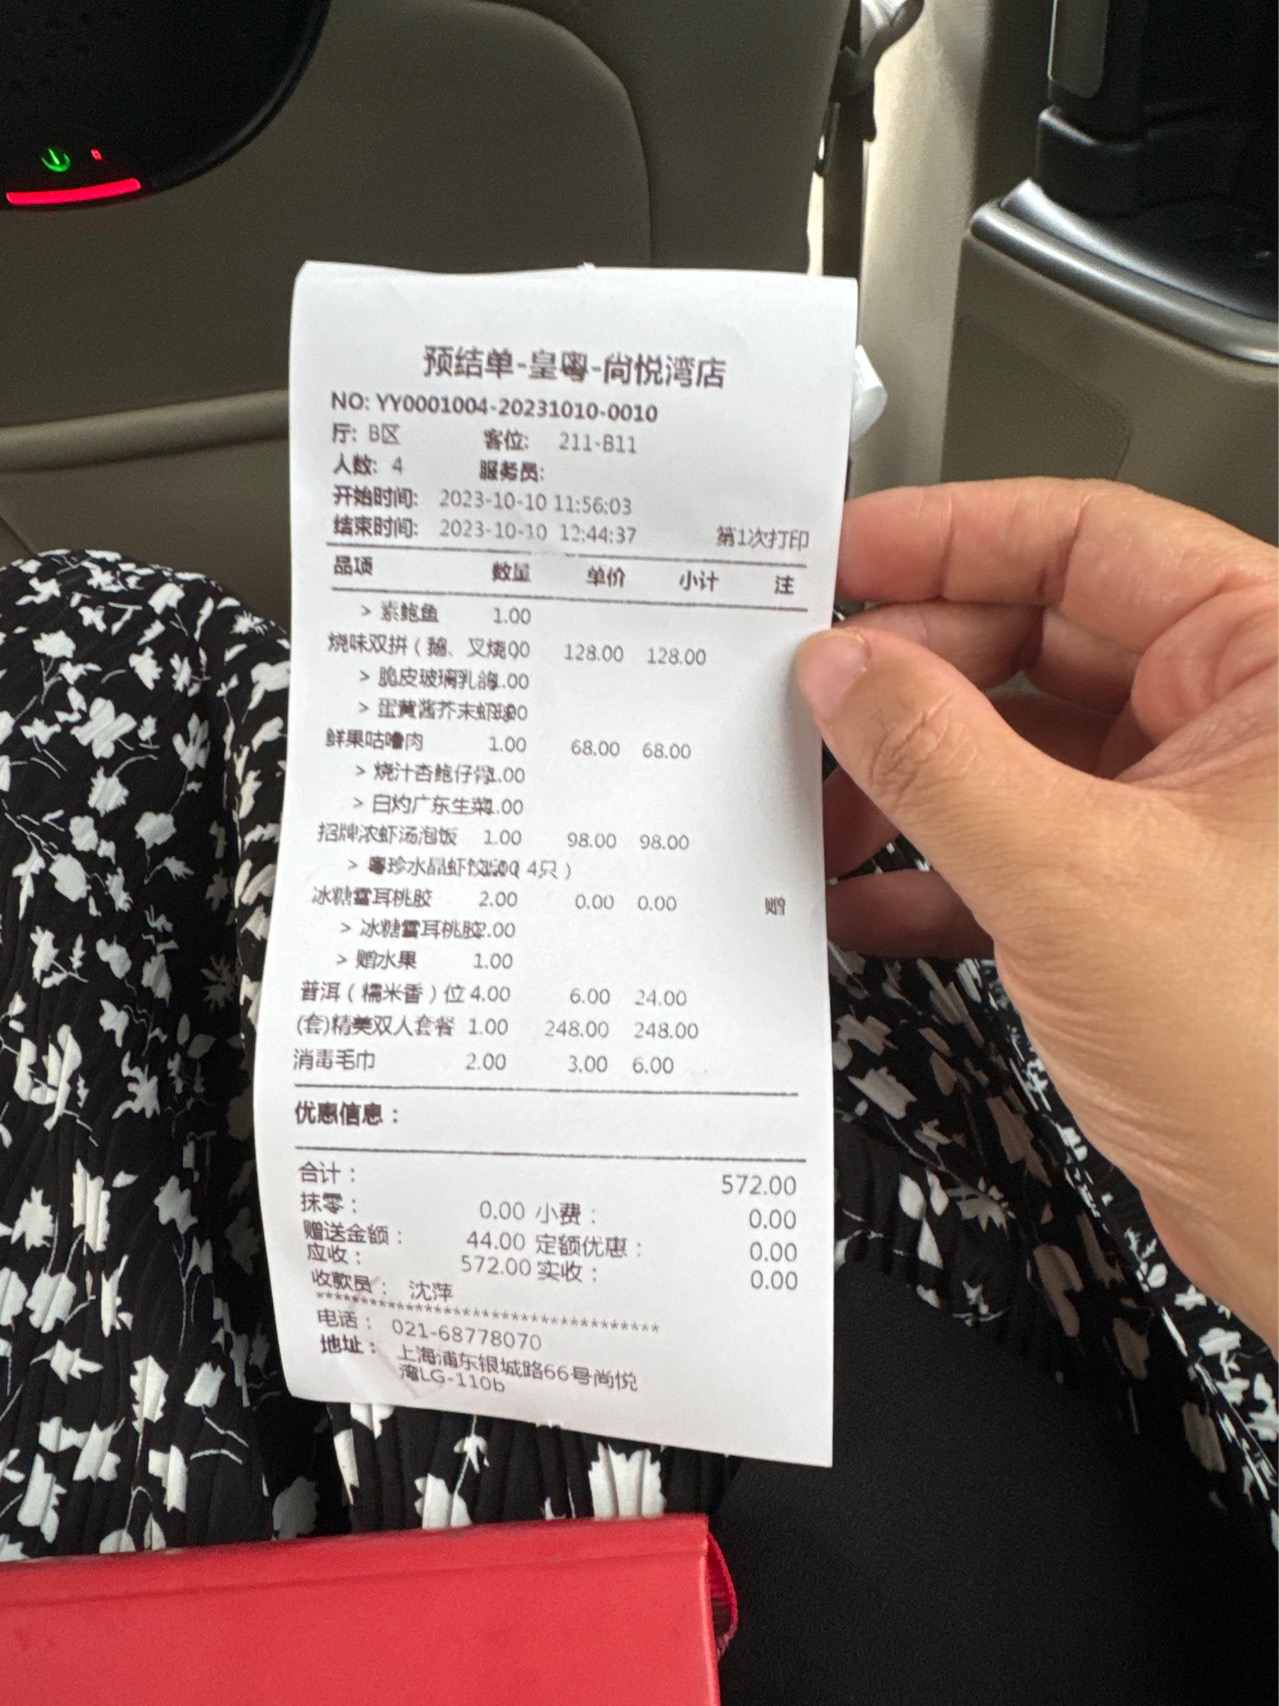 预结单-皇粤-尚悦湾店
NO: YY0001004-20231010-0010
厅: B区 客位: 211-B11
人数: 4 服务员:
开始时间: 2023-10-10 11:56:03
结束时间: 2023-10-10 12:44:37 第1次打印
品项 数量 单价 小计 注
> 素鲍鱼 1.00
烧味双拼(鹅、叉烧 00 128.00 128.00
> 脆皮玻璃乳鸽 1.00
> 蛋黄酱芥末虾球 00
鲜果咕噜肉 1.00 68.00 68.00
> 烧汁杏鲍仔骨 1.00
> 白灼广东生菜 1.00
招牌浓虾汤泡饭 1.00 98.00 98.00
> 粤珍水晶虾饺 (4只)
冰糖雪耳桃胶 2.00 0.00 0.00 赠
> 冰糖雪耳桃胶 2.00
> 赠水果 1.00
普洱(糯米香)位 4.00 6.00 24.00
(套)精美双人套餐 1.00 248.00 248.00
消毒毛巾 2.00 3.00 6.00
优惠信息:
合计: 572.00
抹零: 0.00 小费: 0.00
赠送金额: 44.00 定额优惠: 0.00
应收: 572.00 实收: 0.00
收款员: 沈萍
************************************
电话: 021-68778070
地址: 上海浦东银城路66号尚悦
湾LG-110b